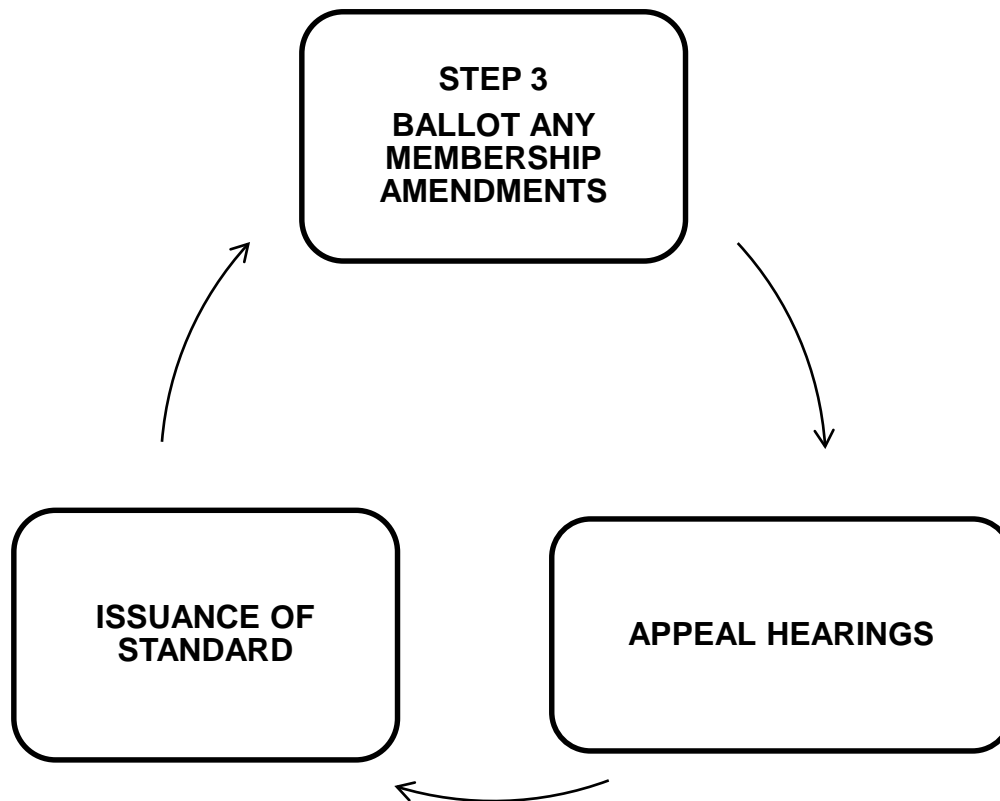 STEP 3
BALLOT ANY
MEMBERSHIP
AMENDMENTS
ISSUANCE OF
STANDARD
APPEAL HEARINGS